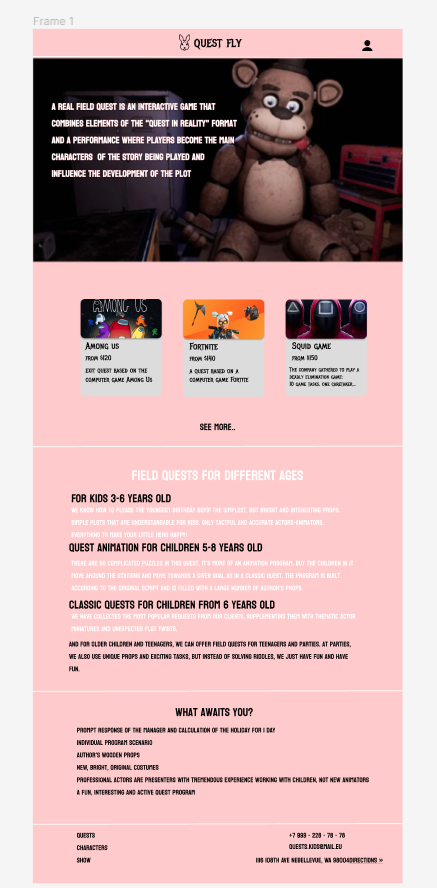 Frame 1
QUEST FLY
A REAL FIELD QUEST IS AN INTERACTIVE GAME THAT
COMBINES ELEMENTS OF THE "QUEST IN REALITY" FORMAT
AND A PERFORMANCE WHERE PLAYERS BECOME THE MAIN
CHARACTERS OF THE STORY BEING PLAYED AND
INFLUENCE THE DEVELOPMENT OF THE PLOT
AMONG US
AMONG US
FROM $120
EXIT QUEST BASED ON THE
COMPUTER GAME AMONG US
FORTNITE
FROM $140
A QUEST BASED ON A
COMPUTER GAME
SQUID GAME
FROM $150
THE COMPANY GATHERED TO PLAY A
DEADLY ELIMINATION GAME:
10 GAME TASKS, ONE
SEE MORE..
FIELD QUESTS FOR DIFFERENT AGES
FOR KIDS 3-6 YEARS OLD
WE KNOW HOW TO PLEASE THE YOUNGEST BIRTHDAY BOYS! THE SIMPLEST, BUT BRIGHT AND INTERESTING PROPS,
SIMPLE PLOTS THAT ARE UNDERSTANDABLE FOR KIDS, ONLY TACTFUL AND ACCURATE ACTORS-ANIMATORS.
EVERYTHING TO MAKE YOUR LITTLE HERO HAPPY!
QUEST ANIMATION FOR CHILDREN 5-8 YEARS OLD
THERE ARE NO COMPLICATED PUZZLES IN THIS QUEST, IT'S MORE OF AN ANIMATION PROGRAM, BUT THE CHILDREN IN IT
MOVE AROUND THE STATIONS AND MOVE TOWARDS A GIVEN GOAL, AS IN A CLASSIC QUEST. THE PROGRAM IS BUILT
ACCORDING TO THE ORIGINAL SCRIPT AND IS FILLED WITH A LARGE NUMBER OF AUTHOR'S PROPS.
CLASSIC QUESTS FOR CHILDREN FROM 6 YEARS OLD
WE HAVE COLLECTED THE MOST POPULAR REQUESTS FROM OUR CLIENTS, SUPPLEMENTING THEM WITH THEMATIC ACTOR
MINIATURES AND UNEXPECTED PLOT TWISTS.
AND FOR OLDER CHILDREN AND TEENAGERS, WE CAN OFFER FIELD QUESTS FOR TEENAGERS AND PARTIES. AT PARTIES,
WE ALSO USE UNIQUE PROPS AND EXCITING TASKS, BUT INSTEAD OF SOLVING RIDDLES, WE JUST HAVE FUN AND HAVE
FUN.
WHAT AWAITS YOU?
PROMPT RESPONSE OF THE MANAGER AND CALCULATION OF THE HOLIDAY FOR 1 DAY
INDIVIDUAL PROGRAM SCENARIO
AUTHOR'S WOODEN PROPS
NEW, BRIGHT, ORIGINAL COSTUMES
PROFESSIONAL ACTORS ARE PRESENTERS WITH TREMENDOUS EXPERIENCE WORKING WITH CHILDREN, NOT NEW ANIMATORS
A FUN, INTERESTING AND ACTIVE QUEST PROGRAM
QUESTS
CHARACTERS
SHOW
+7 999 - 228 - 78 - 78
QUESTS.KIDS@MAIL.EU
116 108TH AVE NEBELLEVUE, WA 98004DIRECTIONS »